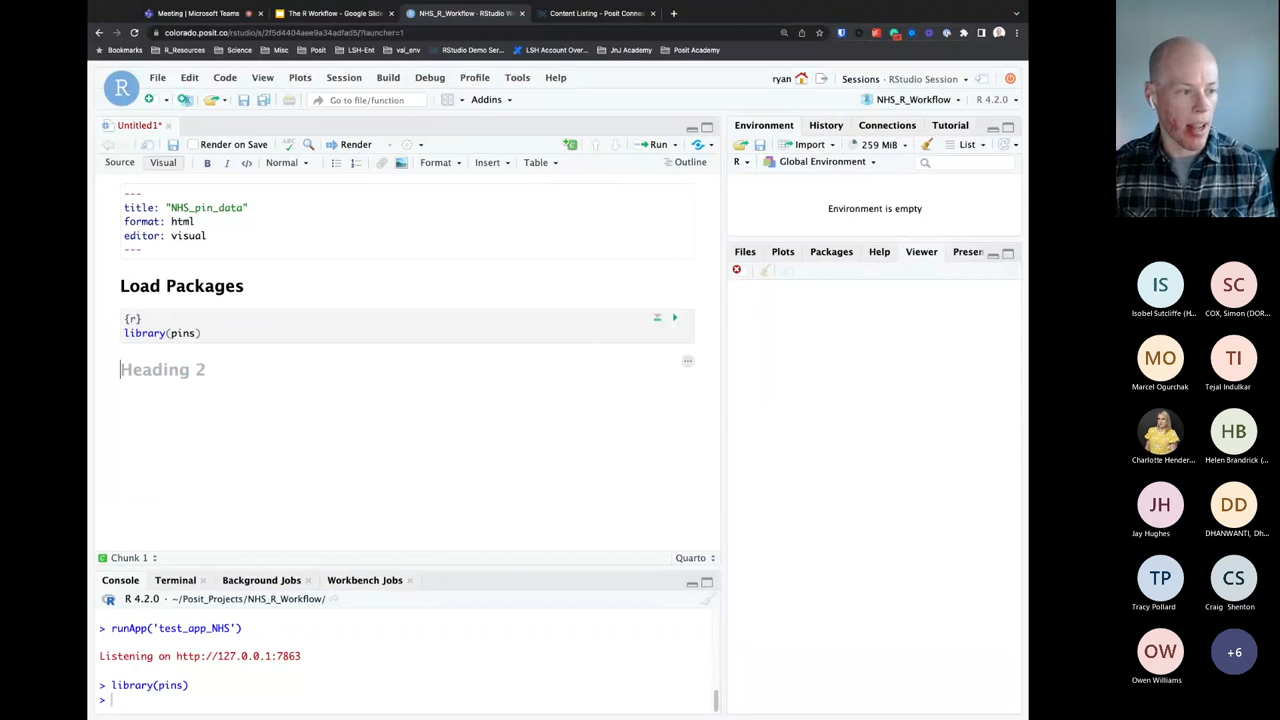 Meeting | Microsoft Teams
The R Workflow - Google Slide
NHS_R_Workflow - RStudio W
Content Listing - Posit Connec
colorado.posit.co/rstudio/s/2f5d4404aee9a34adfad5/?launcher=1
Bookmarks R_Resources Science Misc Posit LSH-Ent val_env RStudio Demo Ser... LSH Account Over... JnJ Academy Posit Academy
R
File Edit Code View Plots Session Build Debug Profile Tools Help
ryan Sessions RStudio Session
Go to file/function Addins
NHS_R_Workflow R 4.2.0
Untitled1*
Render on Save ABC Render Run
Source Visual B I </> Normal Format Insert Table Outline
---
title: "NHS_pin_data"
format: html
editor: visual
---
Load Packages
{r}
library(pins)
Heading 2
Chunk 1 Quarto
Console Terminal Background Jobs Workbench Jobs
R 4.2.0 · ~/Posit_Projects/NHS_R_Workflow/
> runApp('test_app_NHS')
Listening on http://127.0.0.1:7863
> library(pins)
>
Environment History Connections Tutorial
Import 259 MiB List
R Global Environment
Environment is empty
Files Plots Packages Help Viewer Presen
IS
Isobel Sutcliffe (H...
SC
COX, Simon (DOR...
MO
Marcel Ogurchak
TI
Tejal Indulkar
Charlotte Hender...
HB
Helen Brandrick (...
JH
Jay Hughes
DD
DHANWANTI, Dh...
TP
Tracy Pollard
CS
Craig Shenton
OW
Owen Williams
+6